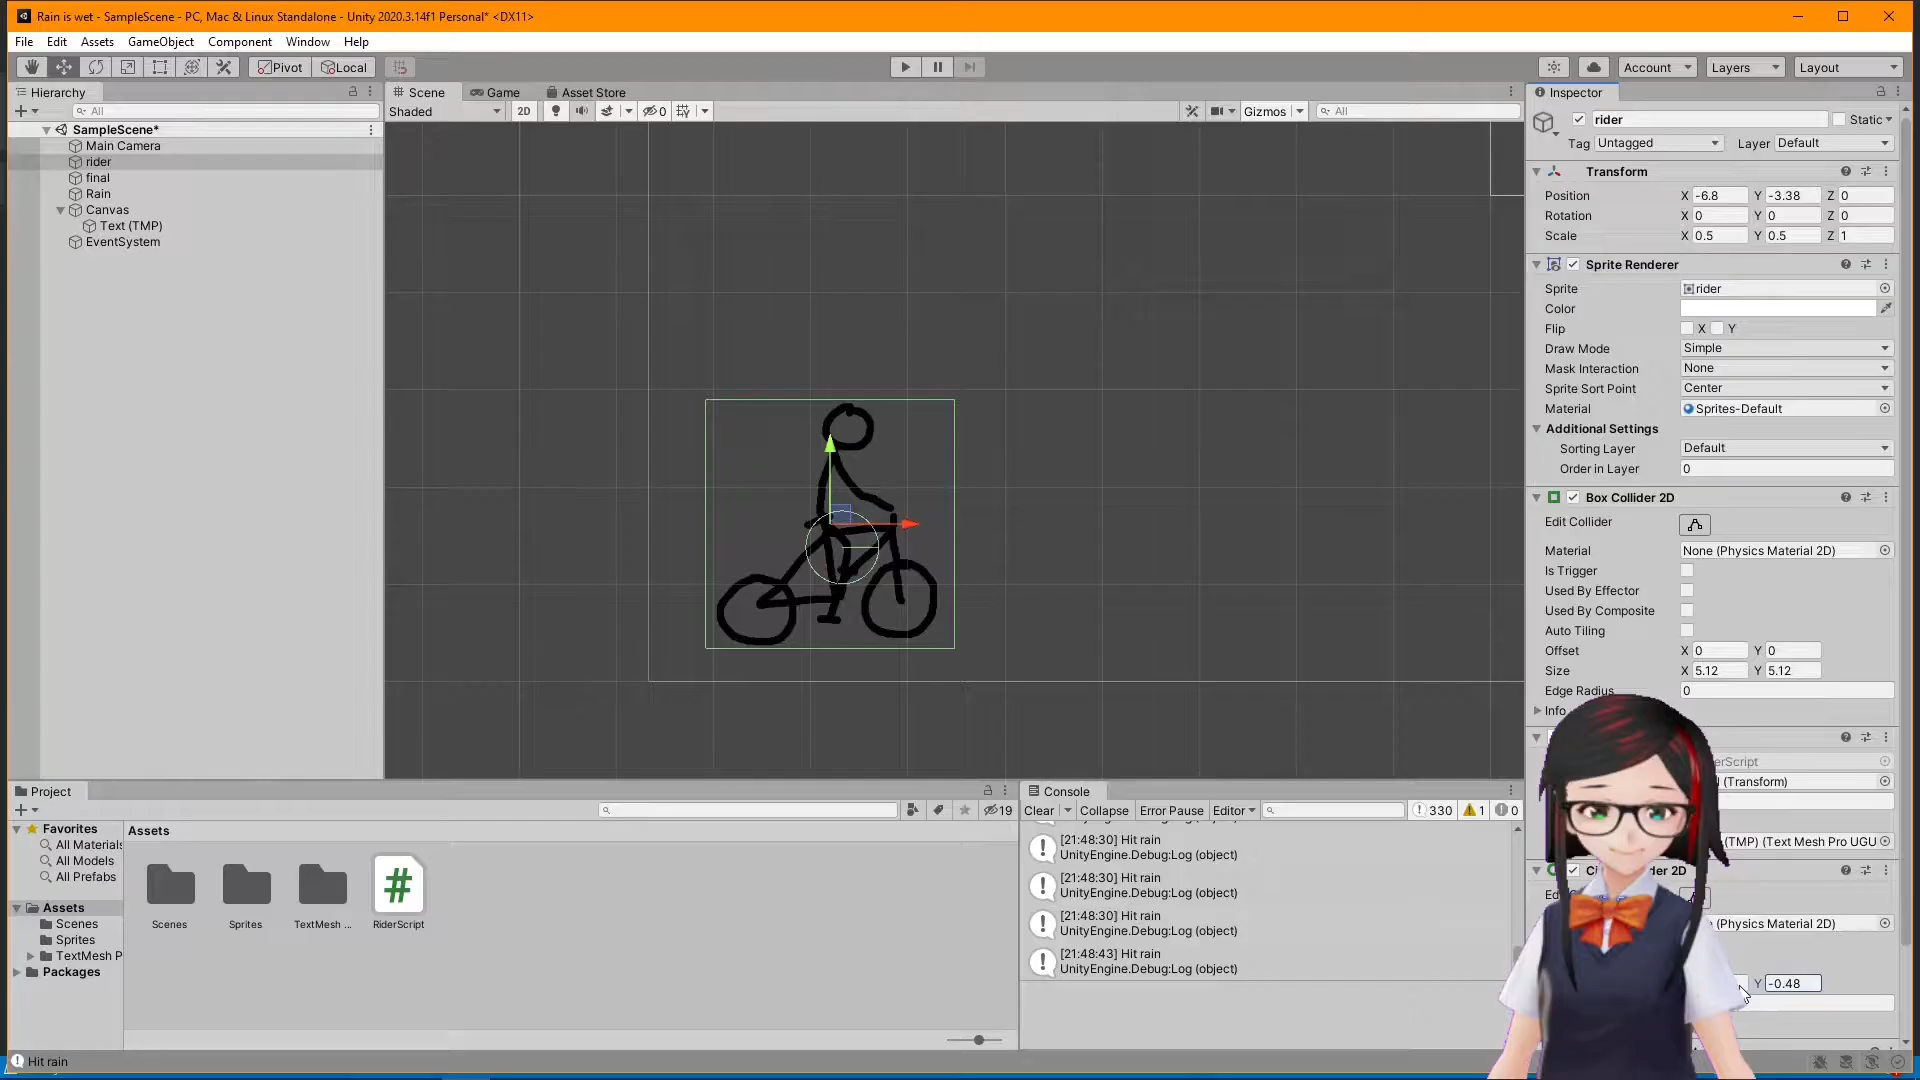 Rain is wet - SampleScene - PC, Mac & Linux Standalone - Unity 2020.3.14f1 Personal* <DX11>
File Edit Assets GameObject Component Window Help
Pivot Local Account Layers Layout
Hierarchy
All
SampleScene*
Main Camera
rider
final
Rain
Canvas
Text (TMP)
EventSystem
Scene Game Asset Store
Shaded 2D 0 Gizmos All
Inspector
rider Static
Tag Untagged Layer Default
Transform
Position X -6.8 Y -3.38 Z 0
Rotation X 0 Y 0 Z 0
Scale X 0.5 Y 0.5 Z 1
Sprite Renderer
Sprite rider
Color
Flip X Y
Draw Mode Simple
Mask Interaction None
Sprite Sort Point Center
Material Sprites-Default
Additional Settings
Sorting Layer Default
Order in Layer 0
Box Collider 2D
Edit Collider
Material None (Physics Material 2D)
Is Trigger
Used By Effector
Used By Composite
Auto Tiling
Offset X 0 Y 0
Size X 5.12 Y 5.12
Edge Radius 0
Info
erScript
(Transform)
(TMP) (Text Mesh Pro UGU
Ci der 2D
Ed
(Physics Material 2D)
Y -0.48
Project
19
Favorites
All Materials
All Models
All Prefabs
Assets
Scenes
Sprites
TextMesh P
Packages
Assets
Scenes Sprites TextMesh ... RiderScript
Console
Clear Collapse Error Pause Editor 330 1 0
UnityEngine.Debug:Log (object)
[21:48:30] Hit rain
UnityEngine.Debug:Log (object)
[21:48:30] Hit rain
UnityEngine.Debug:Log (object)
[21:48:30] Hit rain
UnityEngine.Debug:Log (object)
[21:48:43] Hit rain
UnityEngine.Debug:Log (object)
Hit rain